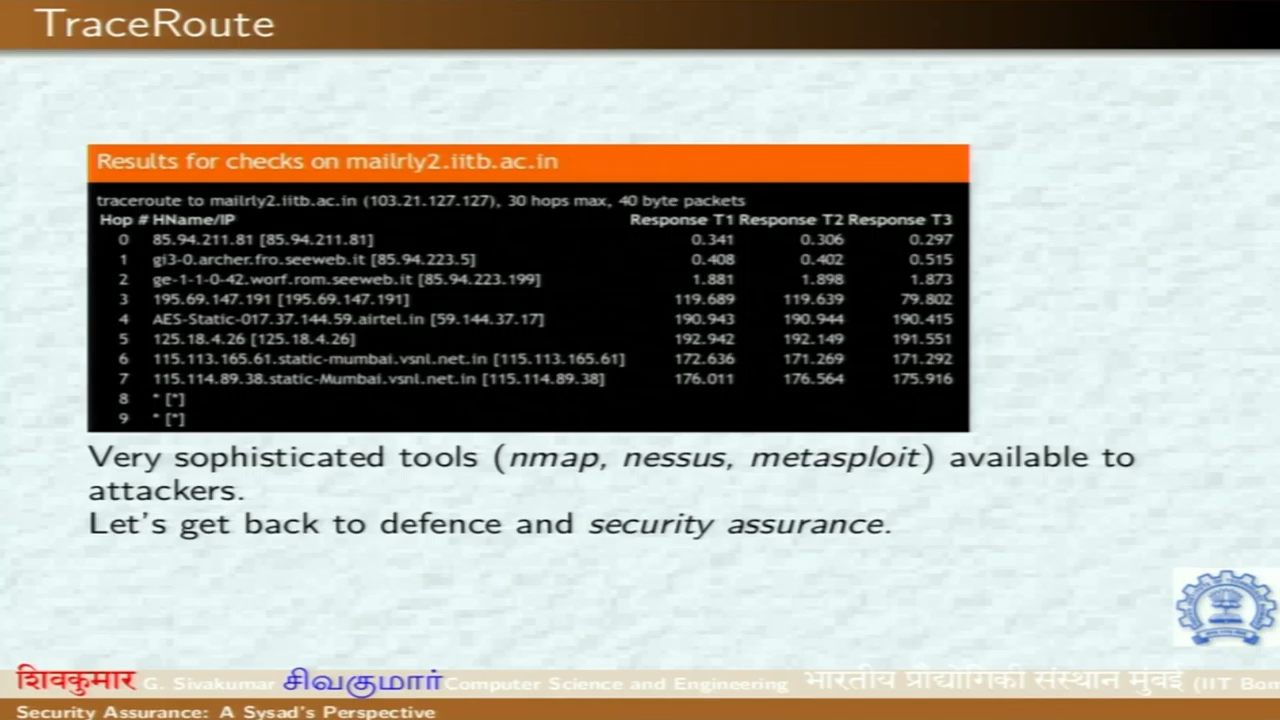 TraceRoute
Results for checks on mailrly2.iitb.ac.in
traceroute to mailrly2.iitb.ac.in (103.21.127.127), 30 hops max, 40 byte packets
Hop # HName/IP Response T1 Response T2 Response T3
0 85.94.211.81 [85.94.211.81] 0.341 0.306 0.297
1 gi3-0.archer.fro.seeweb.it [85.94.223.5] 0.408 0.402 0.515
2 ge-1-1-0-42.worf.rom.seeweb.it [85.94.223.199] 1.881 1.898 1.873
3 195.69.147.191 [195.69.147.191] 119.689 119.639 79.802
4 AES-Static-017.37.144.59.airtel.in [59.144.37.17] 190.943 190.944 190.415
5 125.18.4.26 [125.18.4.26] 192.942 192.149 191.551
6 115.113.165.61.static-mumbai.vsnl.net.in [115.113.165.61] 172.636 171.269 171.292
7 115.114.89.38.static-Mumbai.vsnl.net.in [115.114.89.38] 176.011 176.564 175.916
8 * [*]
9 * [*]
Very sophisticated tools (nmap, nessus, metasploit) available to
attackers.
Let's get back to defence and security assurance.
शिवकुमार G. Sivakumar சிவகுமார் Computer Science and Engineering भारतीय प्रौद्योगिकी संस्थान मुंबई (IIT Bom
Security Assurance: A Sysad's Perspective